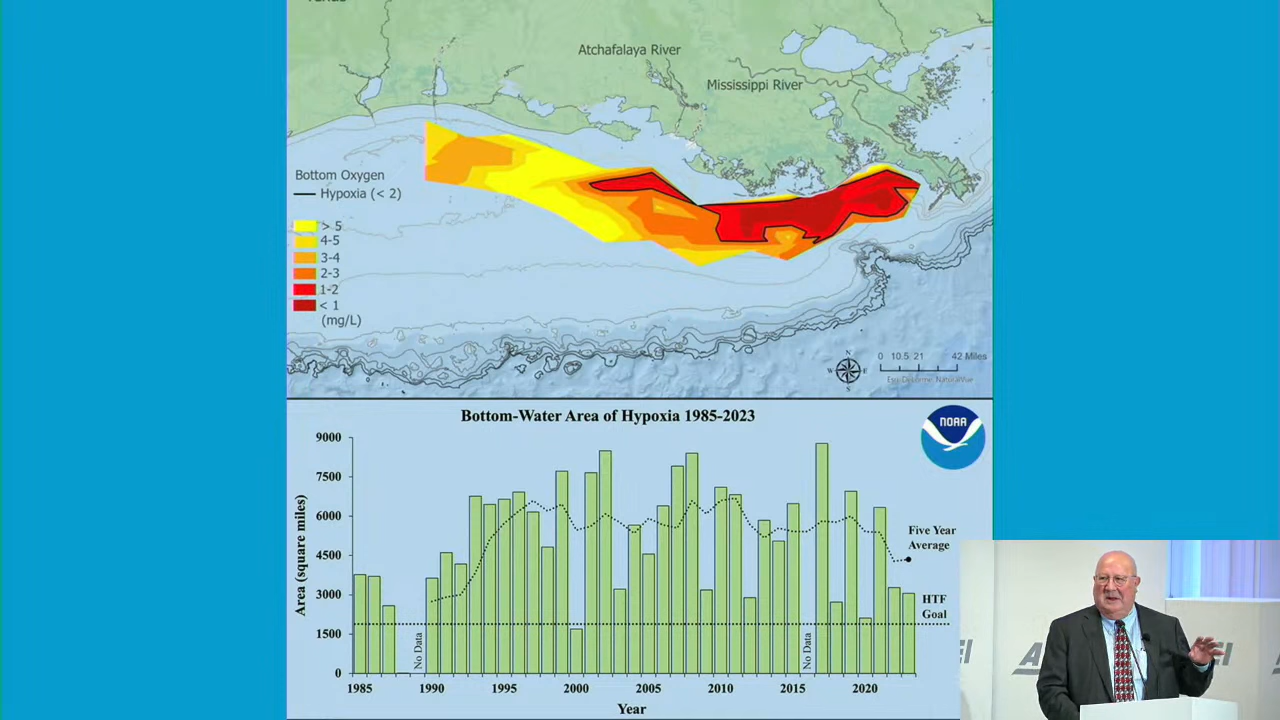 Atchafalaya River
Mississippi River
Bottom Oxygen
Hypoxia (< 2)
> 5
4-5
3-4
2-3
1-2
< 1
(mg/L)
N
W
E
S
0 10.5 21 42 Miles
Bottom-Water Area of Hypoxia 1985-2023
NOAA
9000
7500
6000
4500
3000
1500
0
Area (square miles)
No Data
No Data
Five Year
Average
HTF
Goal
1985
1990
1995
2000
2005
2010
2015
2020
Year